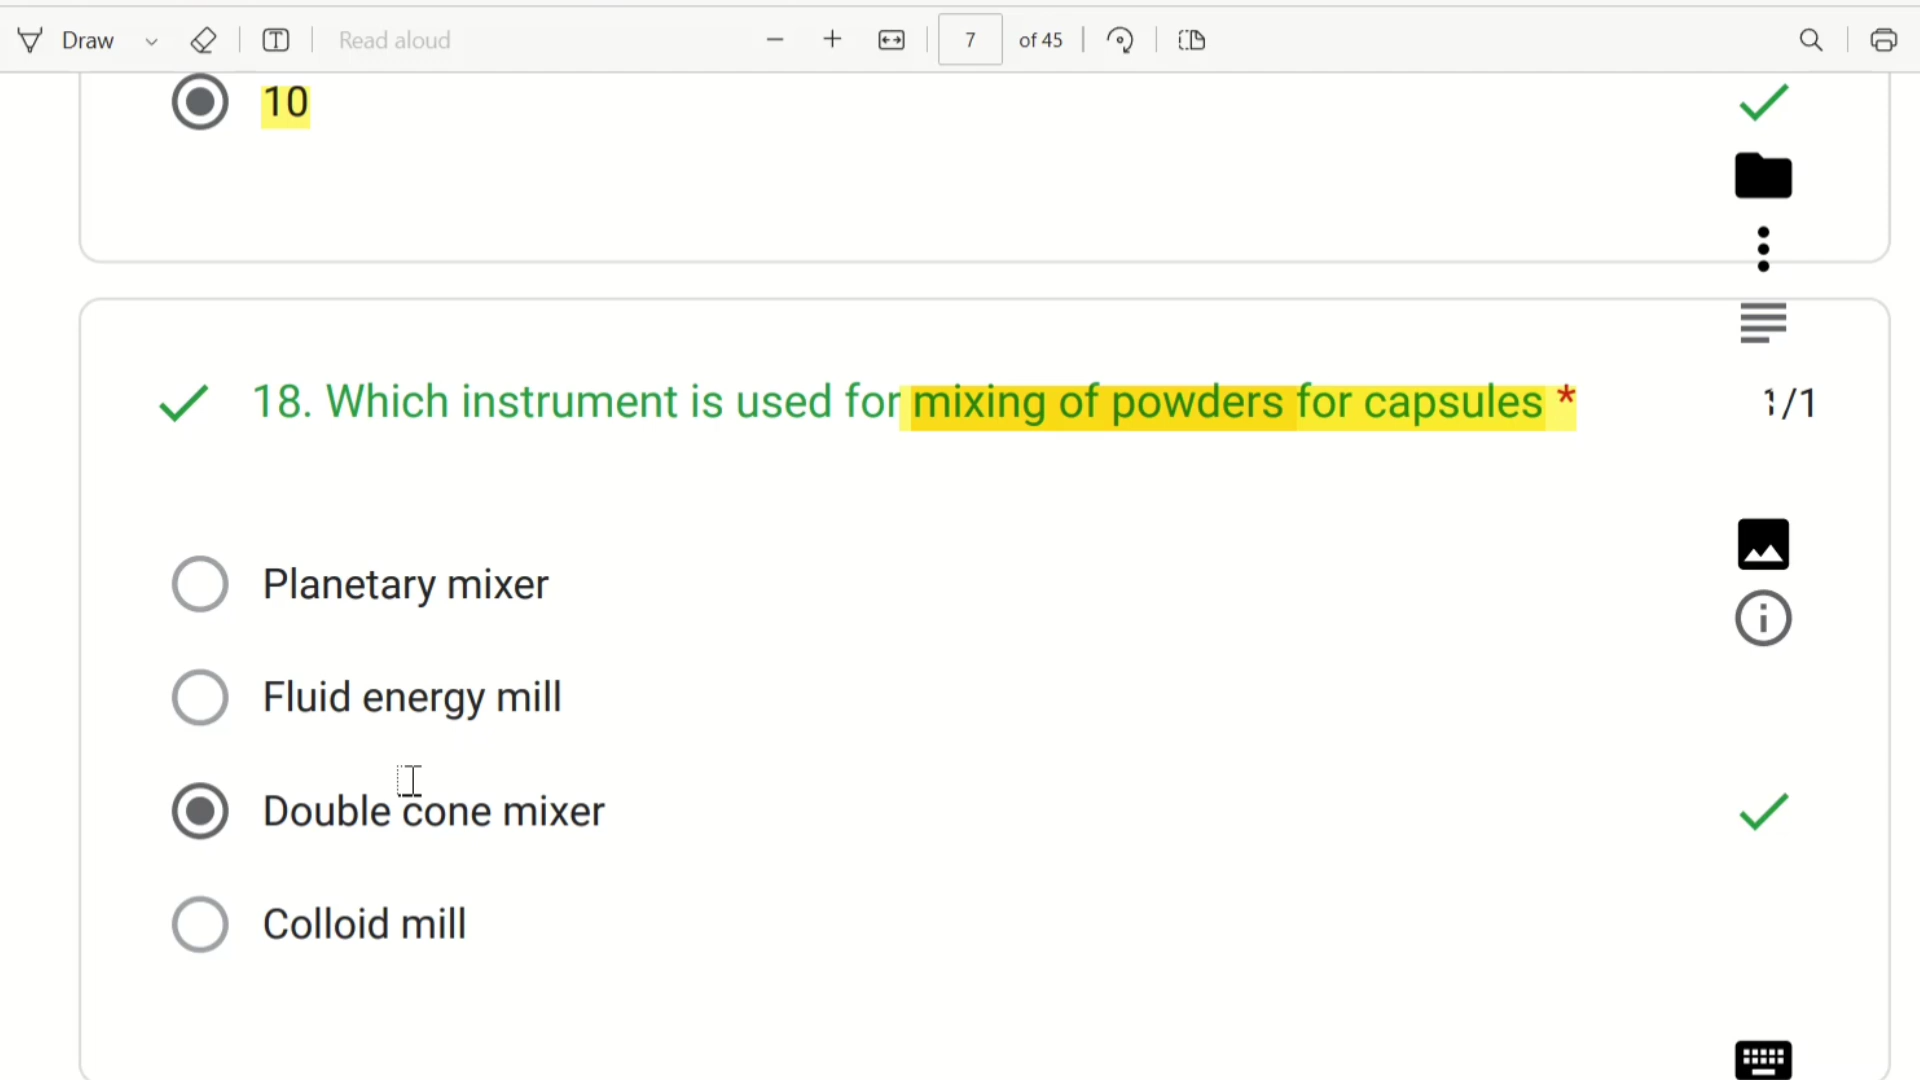 Draw
Read aloud
7 of 45
10
18. Which instrument is used for mixing of powders for capsules *
1/1
Planetary mixer
Fluid energy mill
Double cone mixer
Colloid mill